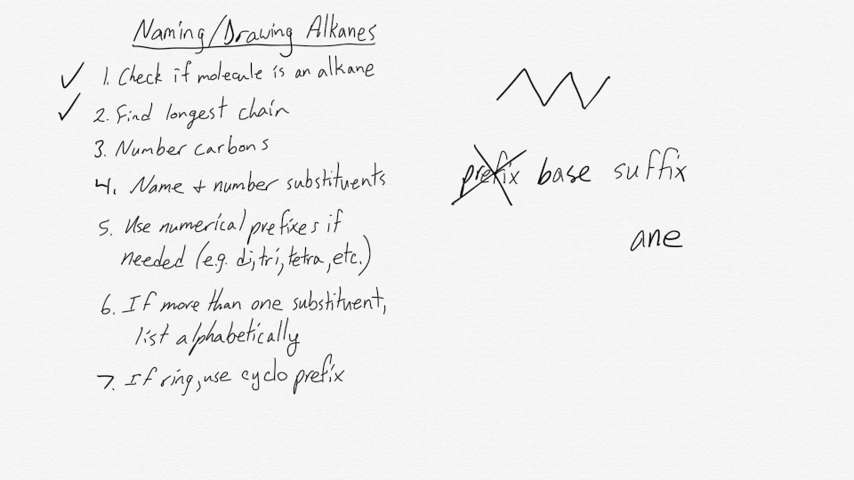 Naming/Drawing Alkanes
1. Check if molecule is an alkane
2. Find longest chain
3. Number carbons
4. Name + number substituents
5. Use numerical prefixes if
needed (e.g. di, tri, tetra, etc.)
6. If more than one substituent,
list alphabetically
7. If ring, use cyclo prefix
prefix base suffix
ane